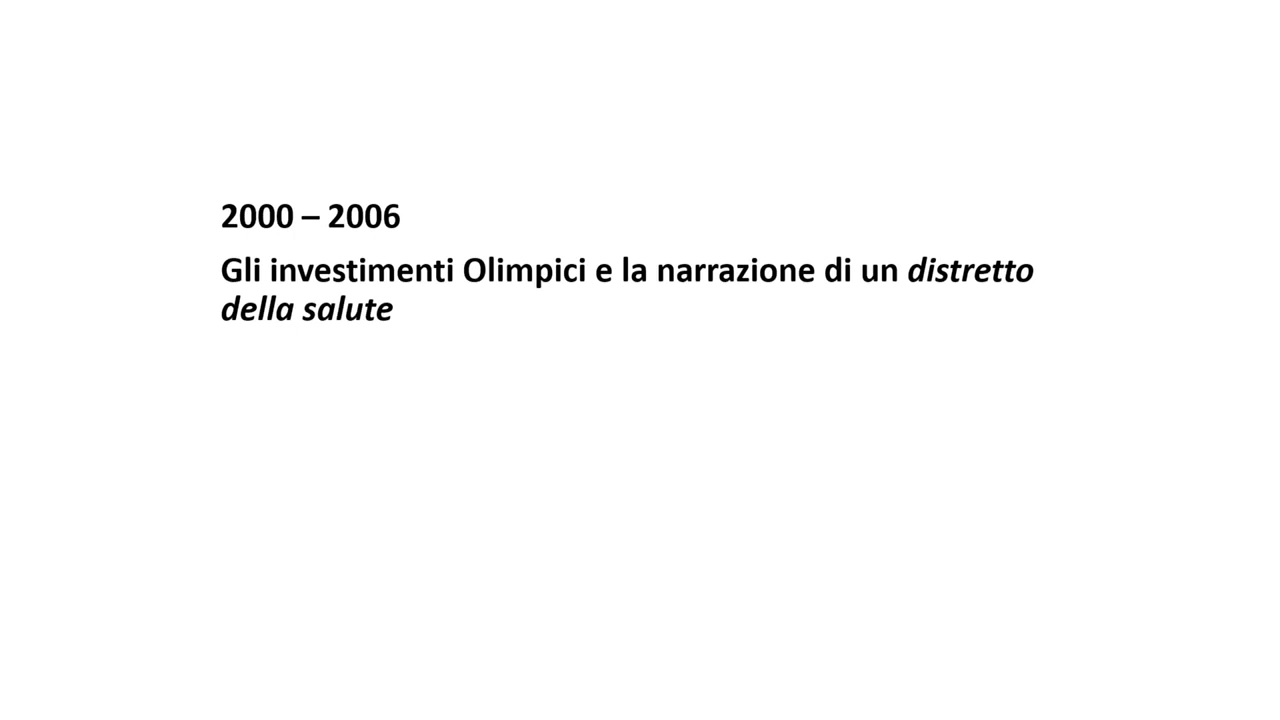 2000 – 2006
Gli investimenti Olimpici e la narrazione di un distretto
della salute